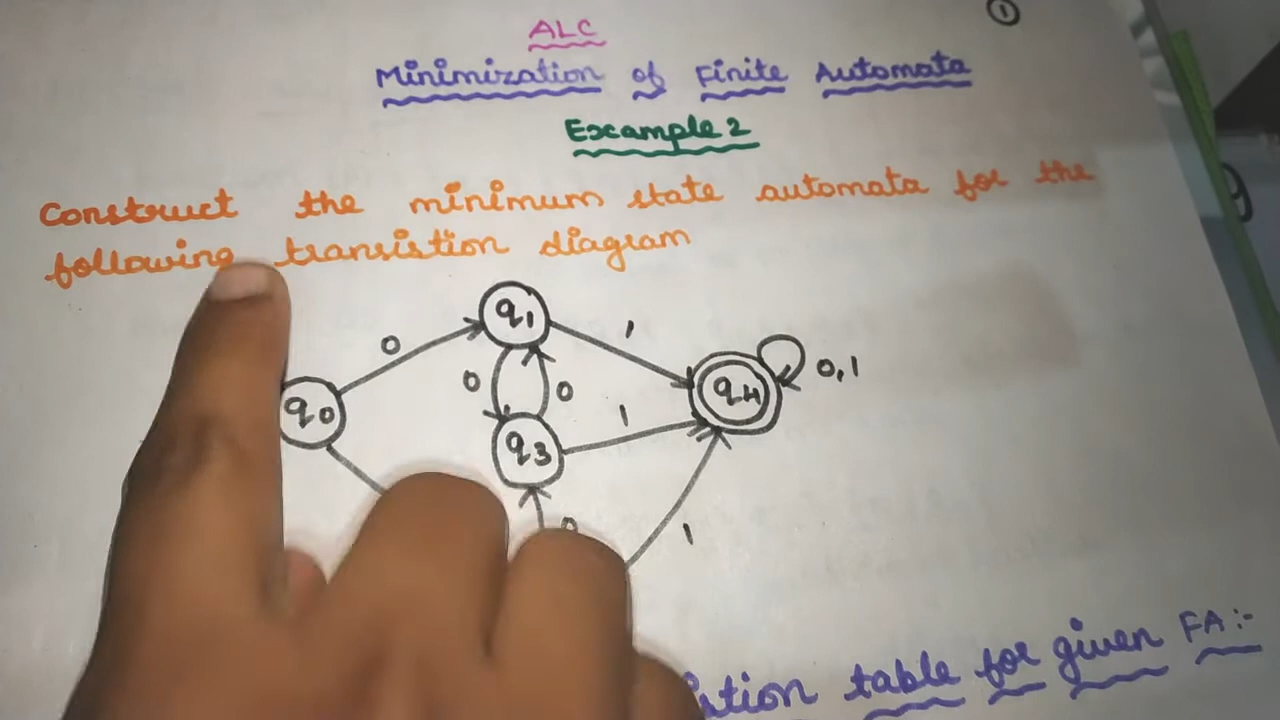 1
ALC
Minimization of Finite Automata
Example 2
Construct the minimum state automata for the
following transistion diagram
q1
0
1
0,1
0
0
q4
q0
1
q3
0
1
table for given FA:-